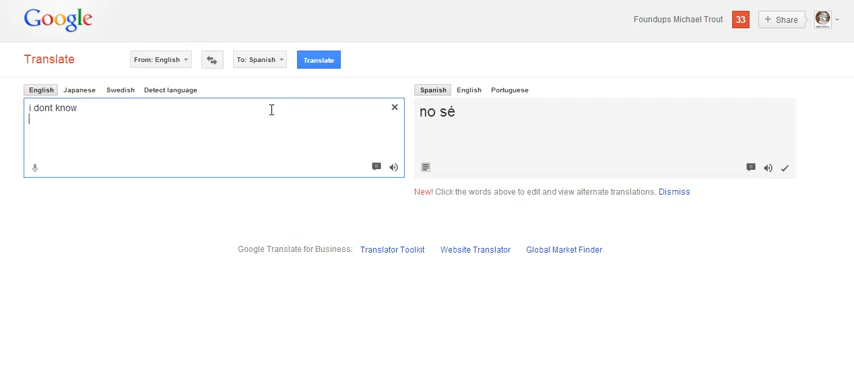 Google
Foundups Michael Trout 33 + Share
Translate From: English To: Spanish Translate
English Japanese Swedish Detect language
Spanish English Portuguese
i dont know
no sé
New! Click the words above to edit and view alternate translations. Dismiss
Google Translate for Business: Translator Toolkit Website Translator Global Market Finder